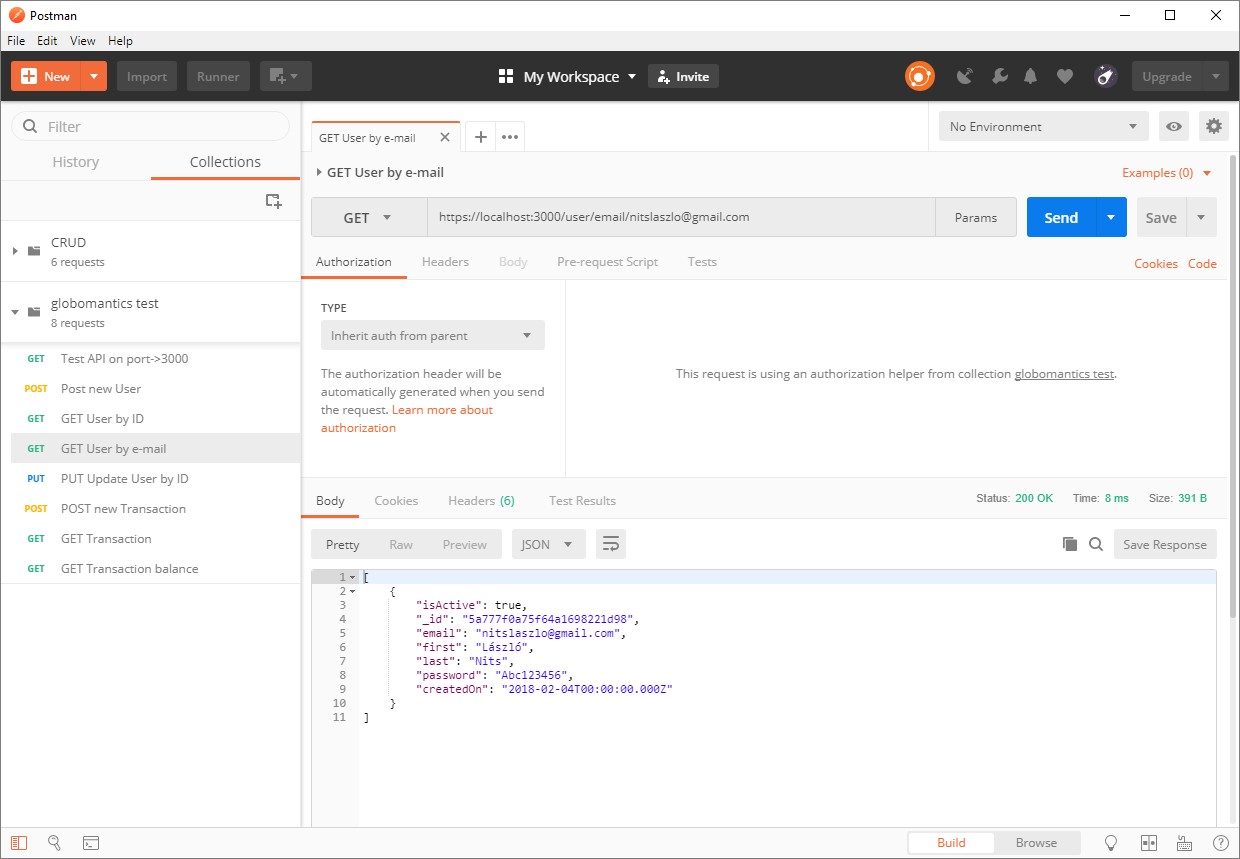 Postman
File Edit View Help
New Import Runner My Workspace Invite Upgrade
Filter
History Collections
CRUD
6 requests
globomantics test
8 requests
GET Test API on port->3000
POST Post new User
GET GET User by ID
GET GET User by e-mail
PUT PUT Update User by ID
POST POST new Transaction
GET GET Transaction
GET GET Transaction balance
GET User by e-mail
No Environment
GET User by e-mail Examples (0)
GET https://localhost:3000/user/email/nitslaszlo@gmail.com Params Send Save
Authorization Headers Body Pre-request Script Tests Cookies Code
TYPE
Inherit auth from parent
The authorization header will be
automatically generated when you send
the request. Learn more about
authorization
This request is using an authorization helper from collection globomantics test.
Body Cookies Headers (6) Test Results Status: 200 OK Time: 8 ms Size: 391 B
Pretty Raw Preview JSON Save Response
1 [
2 {
3 "isActive": true,
4 "_id": "5a777f0a75f64a1698221d98",
5 "email": "nitslaszlo@gmail.com",
6 "first": "László",
7 "last": "Nits",
8 "password": "Abc123456",
9 "createdOn": "2018-02-04T00:00:00.000Z"
10 }
11 ]
Build Browse